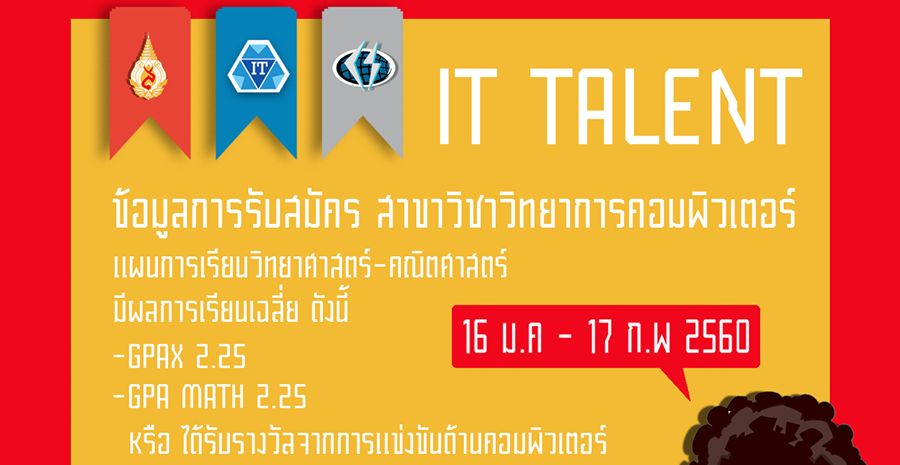 IT
IT TALENT
ข้อมูลการรับสมัคร สาขาวิชาวิทยาการคอมพิวเตอร์
แผนการเรียนวิทยาศาสตร์-คณิตศาสตร์
มีผลการเรียนเฉลี่ย ดังนี้
16 ม.ค - 17 ก.พ 2560
-GPAX 2.25
-GPA MATH 2.25
หรือ ได้รับรางวัลจากการแข่งขันด้านคอมพิวเตอร์